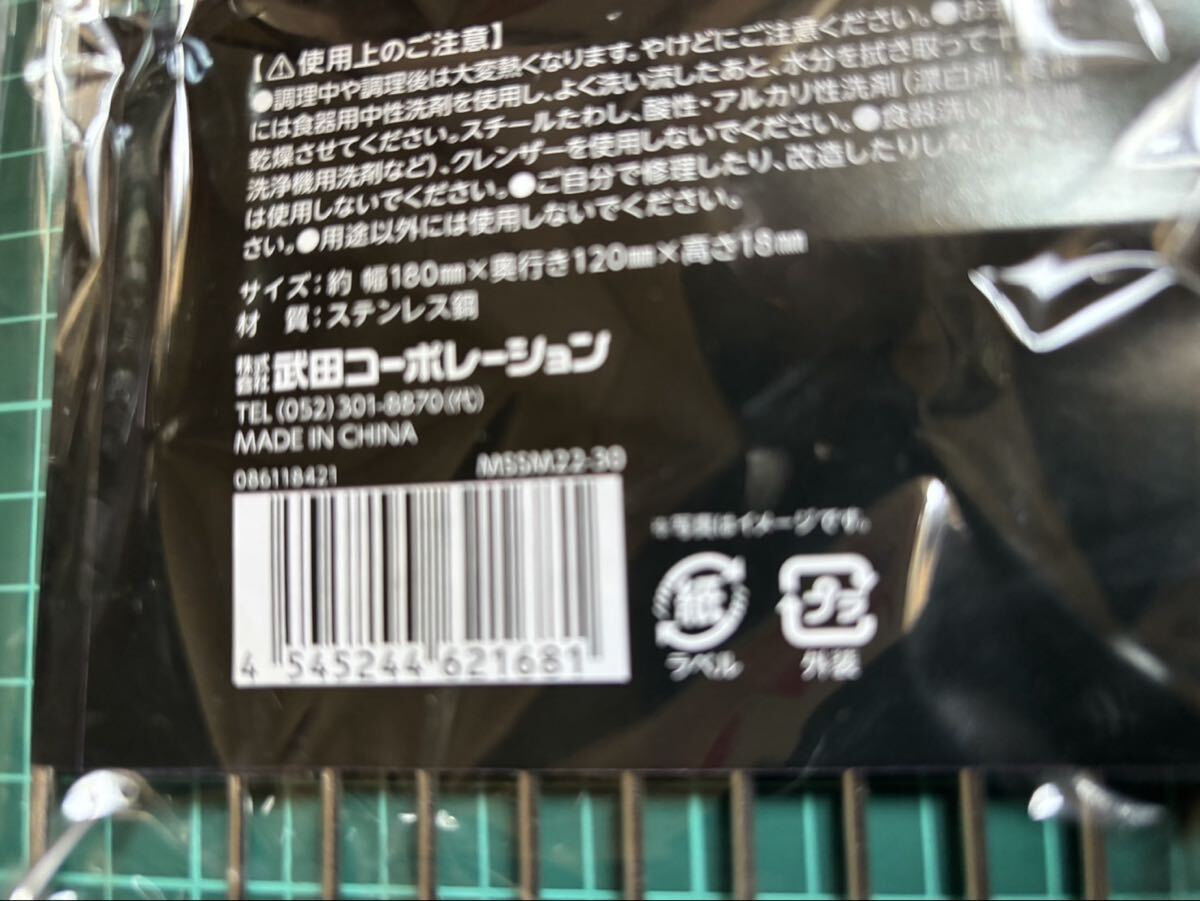 【⚠使用上のご注意】
●調理中や調理後は大変熱くなります。やけどにご注意ください。●お手
には食器用中性洗剤を使用し、よく洗い流したあと、水分を拭き取って
乾燥させてください。スチールたわし、酸性・アルカリ性洗剤(漂白剤、
洗浄機用洗剤など)、クレンザーを使用しないでください。●食器洗い
は使用しないでください。●ご自分で修理したり、改造したりしな
さい。●用途以外には使用しないでください。
サイズ:約 幅180㎜×奥行き120㎜×高さ18㎜
材 質:ステンレス鋼
株式会社 武田コーポレーション
TEL(052)301-8870(代)
MADE IN CHINA
086118421 MSSM22-30
4 545244 621681
※写真はイメージです。
紙 プラ
ラベル 外装